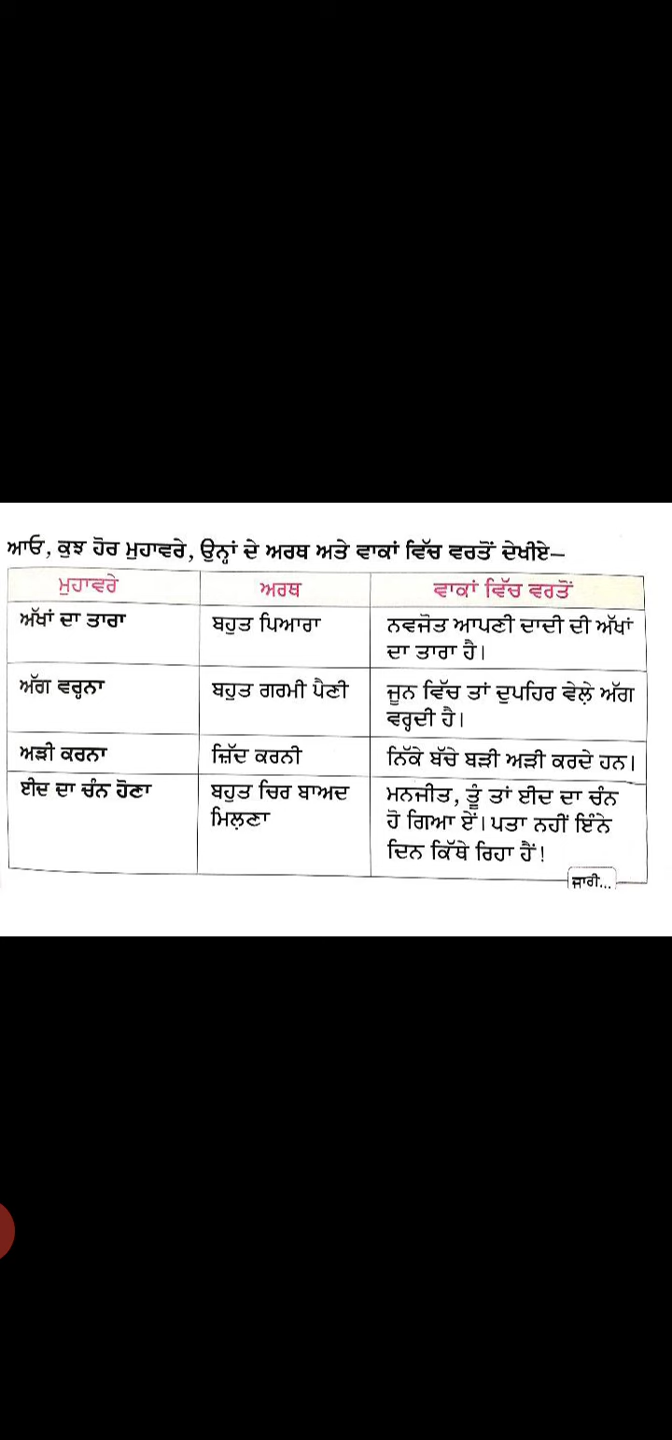 ਆਓ, ਕੁਝ ਹੋਰ ਮੁਹਾਵਰੇ, ਉਨ੍ਹਾਂ ਦੇ ਅਰਥ ਅਤੇ ਵਾਕਾਂ ਵਿੱਚ ਵਰਤੋਂ ਦੇਖੀਏ–
ਮੁਹਾਵਰੇ ਅਰਥ ਵਾਕਾਂ ਵਿੱਚ ਵਰਤੋਂ
ਅੱਖਾਂ ਦਾ ਤਾਰਾ ਬਹੁਤ ਪਿਆਰਾ ਨਵਜੋਤ ਆਪਣੀ ਦਾਦੀ ਦੀ ਅੱਖਾਂ
ਦਾ ਤਾਰਾ ਹੈ।
ਅੱਗ ਵਰ੍ਹਨਾ ਬਹੁਤ ਗਰਮੀ ਪੈਣੀ ਜੂਨ ਵਿੱਚ ਤਾਂ ਦੁਪਹਿਰ ਵੇਲ਼ੇ ਅੱਗ
ਵਰ੍ਹਦੀ ਹੈ।
ਅੜੀ ਕਰਨਾ ਜ਼ਿੱਦ ਕਰਨੀ ਨਿੱਕੇ ਬੱਚੇ ਬੜੀ ਅੜੀ ਕਰਦੇ ਹਨ।
ਈਦ ਦਾ ਚੰਨ ਹੋਣਾ ਬਹੁਤ ਚਿਰ ਬਾਅਦ ਮਨਜੀਤ, ਤੂੰ ਤਾਂ ਈਦ ਦਾ ਚੰਨ
ਮਿਲ਼ਣਾ ਹੋ ਗਿਆ ਏਂ। ਪਤਾ ਨਹੀਂ ਇੰਨੇ
ਦਿਨ ਕਿੱਥੇ ਰਿਹਾ ਹੈਂ!
ਜਾਰੀ...